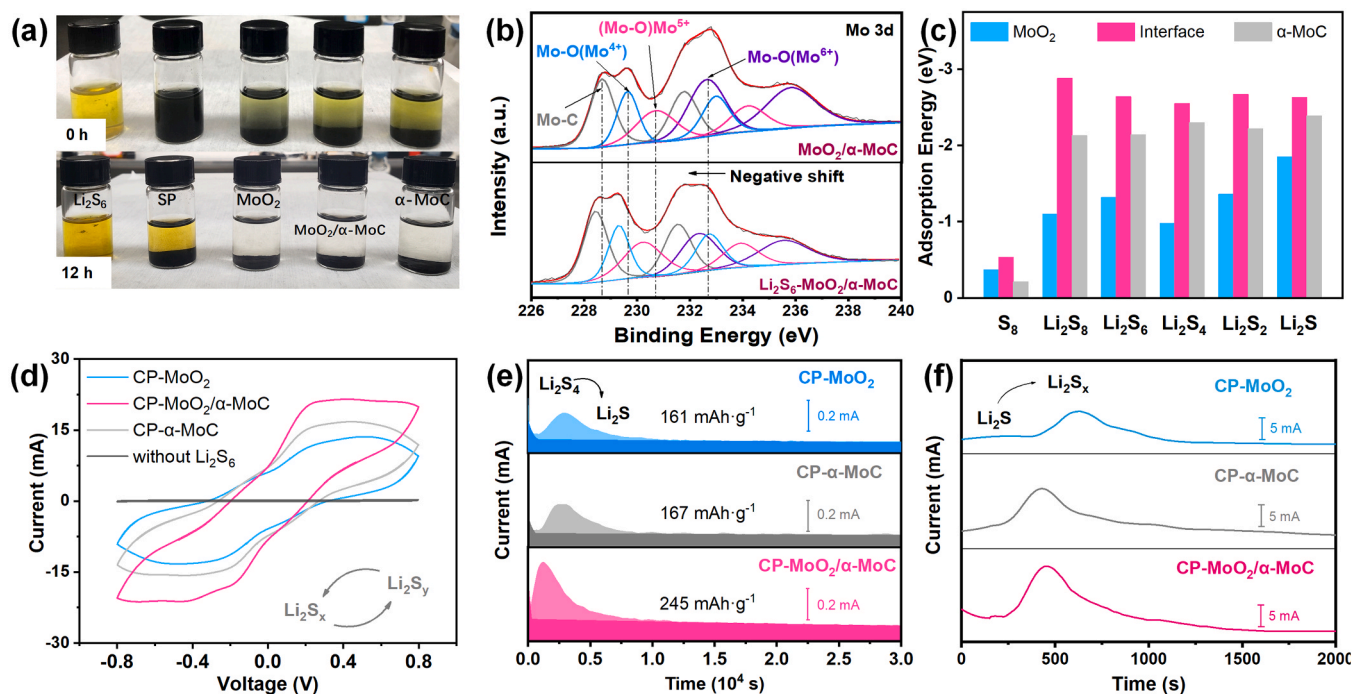 (a)
0 h
Li₂S₆
SP
MoO₂
MoO₂/α-MoC
α-MoC
12 h
(b)
(Mo-O)Mo⁵⁺
Mo 3d
Mo-O(Mo⁴⁺)
Mo-O(Mo⁶⁺)
Mo-C
MoO₂/α-MoC
Negative shift
Li₂S₆-MoO₂/α-MoC
Intensity (a.u.)
226 228 230 232 234 236 238 240
Binding Energy (eV)
(c)
MoO₂ Interface α-MoC
Adsorption Energy (eV)
-3
-2
-1
0
S₈ Li₂S₈ Li₂S₆ Li₂S₄ Li₂S₂ Li₂S
(d)
CP-MoO₂
CP-MoO₂/α-MoC
CP-α-MoC
without Li₂S₆
Current (mA)
30
15
0
-15
-30
Li₂Sₓ
Li₂Sᵧ
-0.8 -0.4 0.0 0.4 0.8
Voltage (V)
(e)
Li₂S₄
Li₂S
CP-MoO₂
161 mAh·g⁻¹
0.2 mA
CP-α-MoC
167 mAh·g⁻¹
0.2 mA
CP-MoO₂/α-MoC
245 mAh·g⁻¹
0.2 mA
Current (mA)
0.0 0.5 1.0 1.5 2.0 2.5 3.0
Time (10⁴ s)
(f)
Li₂S
Li₂Sₓ
CP-MoO₂
5 mA
CP-α-MoC
5 mA
CP-MoO₂/α-MoC
5 mA
0 500 1000 1500 2000
Time (s)